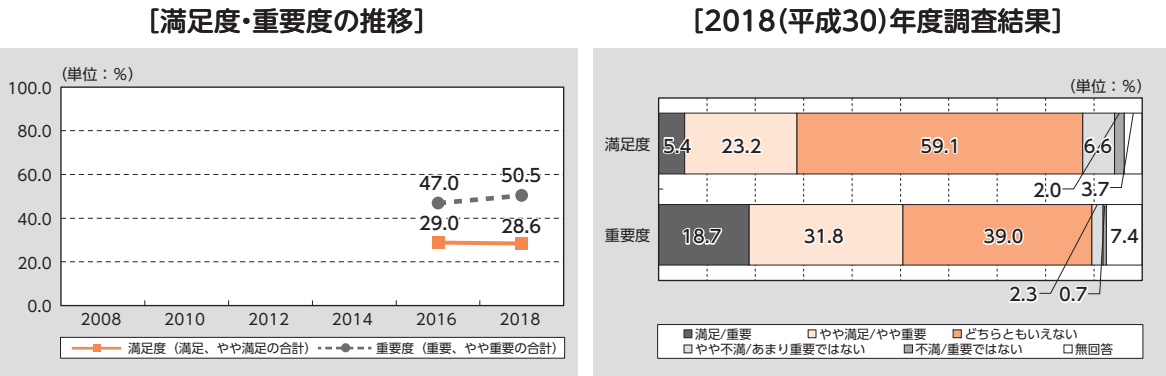 [満足度・重要度の推移]
(単位：％)
100.0
80.0
60.0
40.0
20.0
0.0
47.0
50.5
29.0
28.6
2008 2010 2012 2014 2016 2018
満足度（満足、やや満足の合計） 重要度（重要、やや重要の合計）
[2018(平成30)年度調査結果]
(単位：％)
満足度 5.4 23.2 59.1 6.6
2.0 3.7
重要度 18.7 31.8 39.0 7.4
2.3 0.7
満足/重要 やや満足/やや重要 どちらともいえない
やや不満/あまり重要ではない 不満/重要ではない 無回答